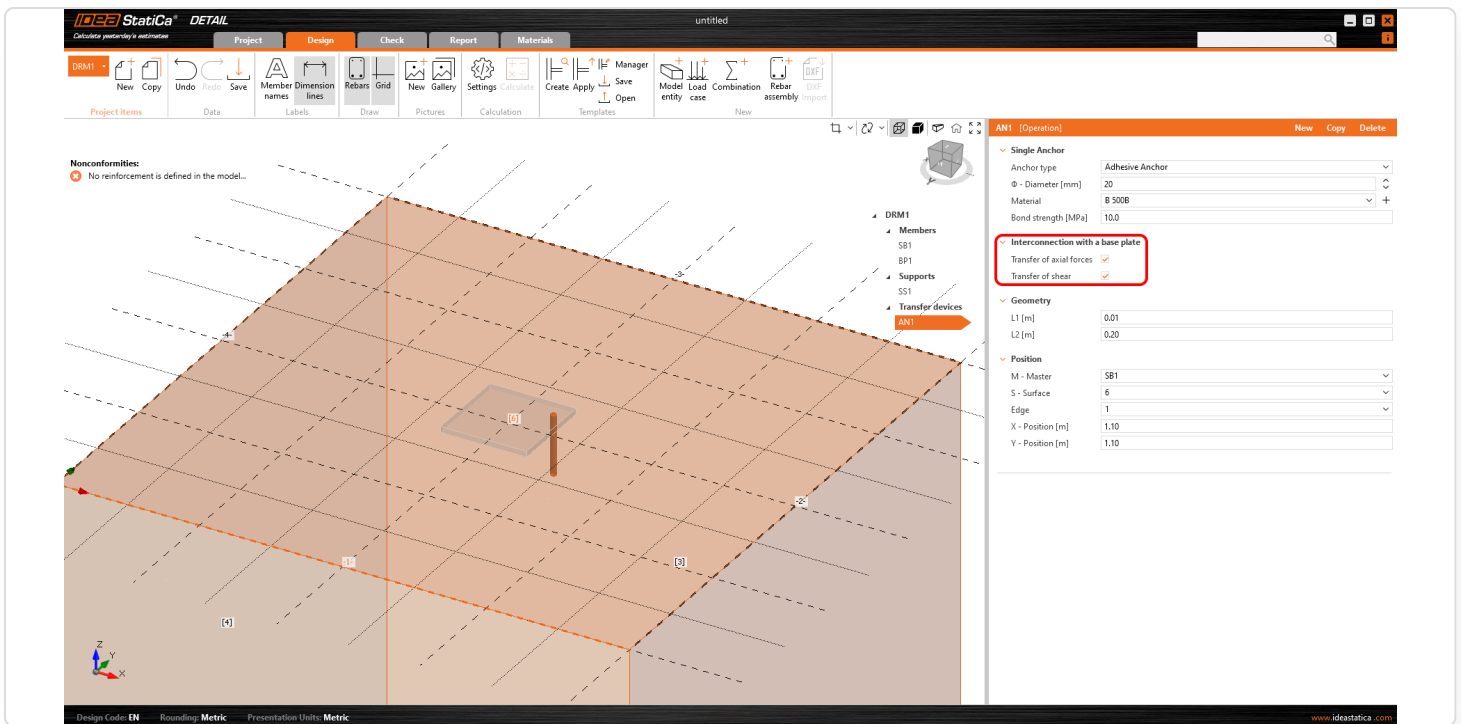 IDEA StatiCa® DETAIL
Calculate yesterday's estimates
untitled
Project Design Check Report Materials
DRM1
New Copy Undo Redo Save Member names Dimension lines Rebars Grid New Gallery Settings Calculate Create Apply Manager Save Open Model entity Load case Combination Rebar assembly DXF DXF Import
Project items Data Labels Draw Pictures Calculation Templates New
Nonconformities:
No reinforcement is defined in the model...
DRM1
Members
SB1
BP1
Supports
SS1
Transfer devices
AN1
-3-
-4-
[6]
-2-
-1-
[3]
[4]
Z
Y
X
AN1 [Operation] New Copy Delete
Single Anchor
Anchor type Adhesive Anchor
Φ - Diameter [mm] 20
Material B 500B
Bond strength [MPa] 10.0
Interconnection with a base plate
Transfer of axial forces
Transfer of shear
Geometry
L1 [m] 0.01
L2 [m] 0.20
Position
M - Master SB1
S - Surface 6
Edge 1
X - Position [m] 1.10
Y - Position [m] 1.10
Design Code: EN Rounding: Metric Presentation Units: Metric
www.ideastatica.com